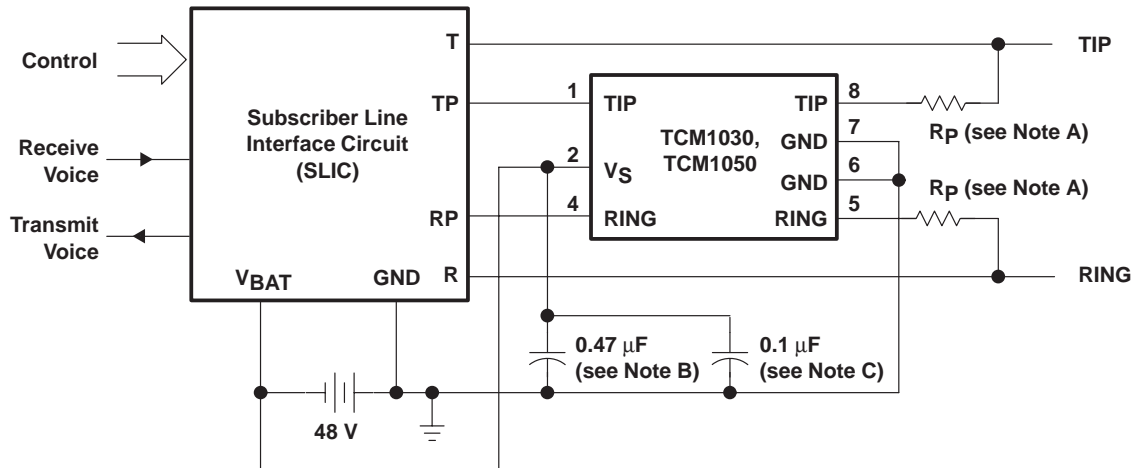 Control
Receive
Voice
Transmit
Voice
Subscriber Line
Interface Circuit
(SLIC)
T
TP
RP
R
VBAT
GND
1
2
4
TIP
VS
RING
TCM1030,
TCM1050
TIP
GND
GND
RING
8
7
6
5
TIP
RP (see Note A)
RP (see Note A)
RING
0.47 μF
(see Note B)
0.1 μF
(see Note C)
48 V